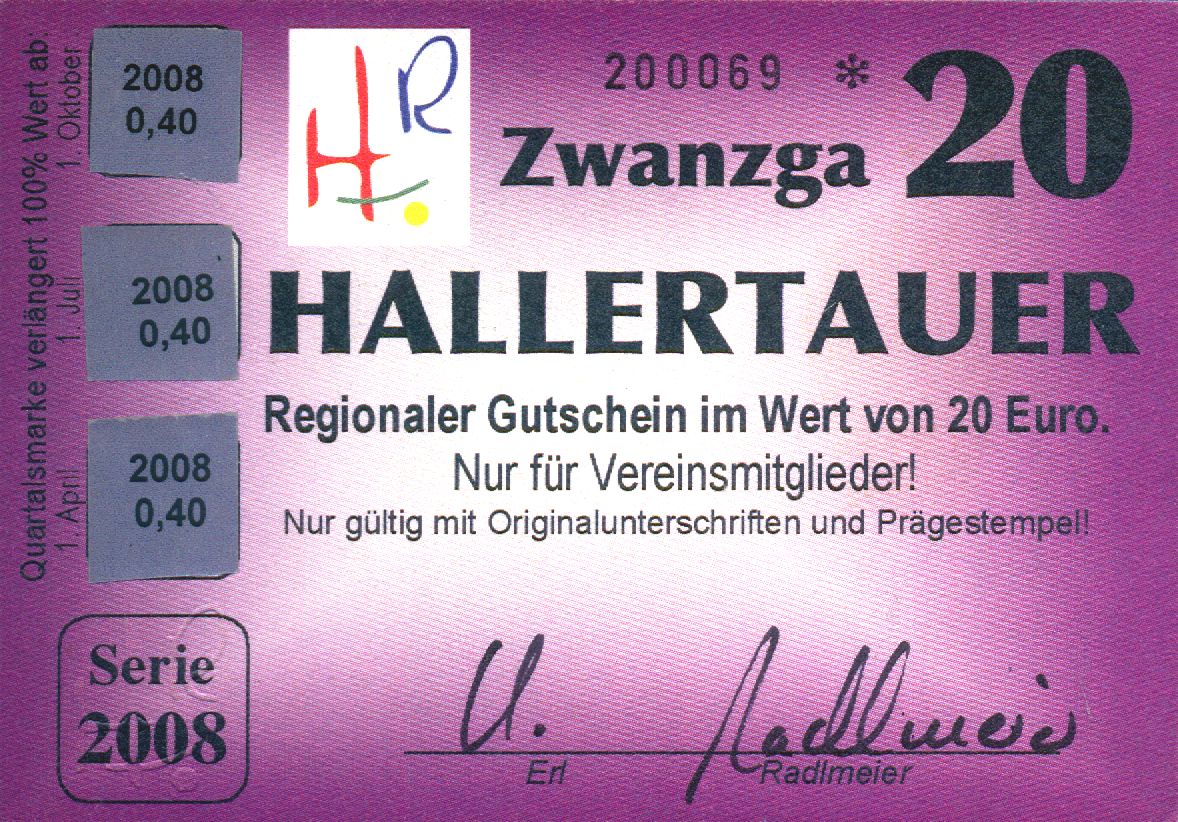 200069 *
20
Zwanzga
HR
HALLERTAUER
Regionaler Gutschein im Wert von 20 Euro.
Nur für Vereinsmitglieder!
Nur gültig mit Originalunterschriften und Prägestempel!
Quartalsmarke verlängert 100% Wert ab:
1. Oktober
2008
0,40
1. Juli
2008
0,40
1. April
2008
0,40
Serie
2008
U. Radlmeier
Erl
Radlmeier